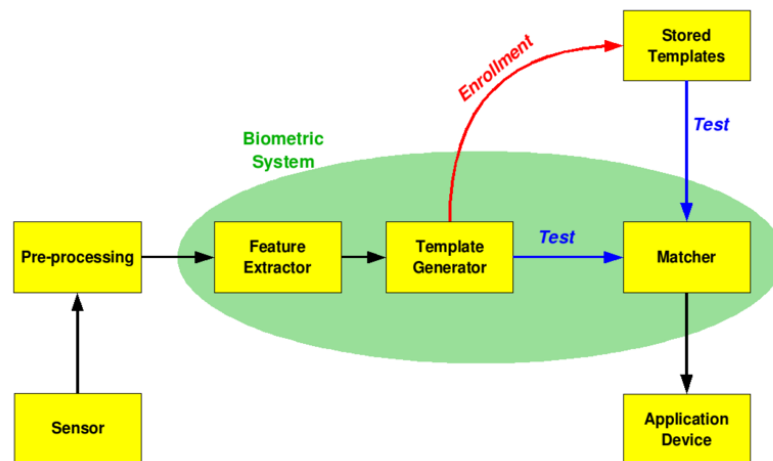 Stored
Templates
Enrollment
Test
Biometric
System
Pre-processing
Feature
Extractor
Template
Generator
Test
Matcher
Sensor
Application
Device